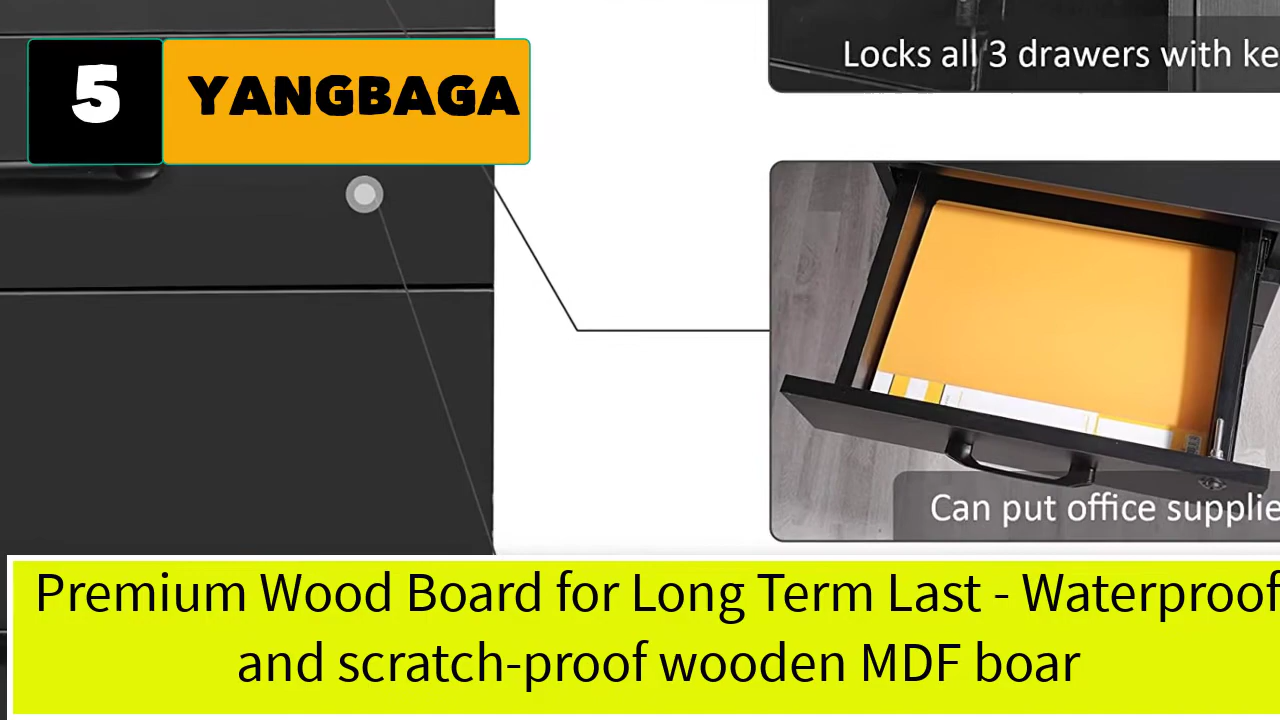 Locks all 3 drawers with ke
5 YANGBAGA
Can put office supplie
Premium Wood Board for Long Term Last - Waterproof
and scratch-proof wooden MDF boar